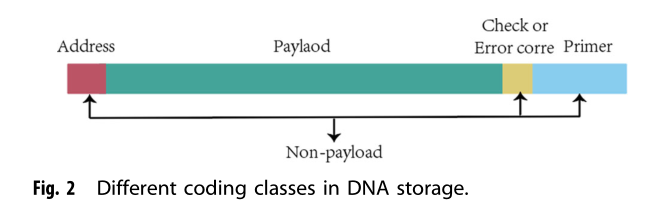 Address
Paylaod
Check or
Error corre
Primer
Non-payload
Fig. 2 Different coding classes in DNA storage.